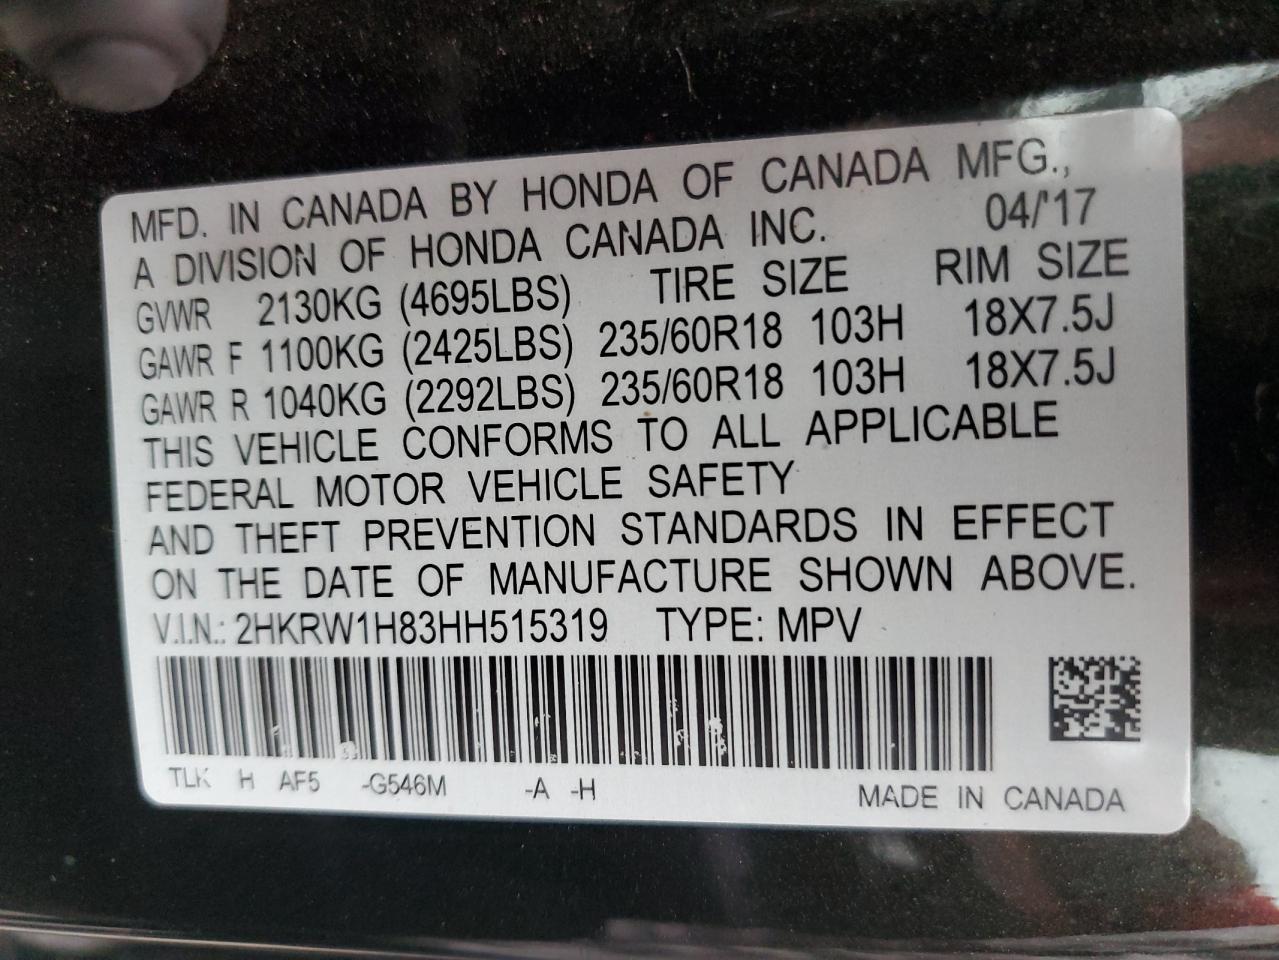 MFD. IN CANADA BY HONDA OF CANADA MFG.,
A DIVISION OF HONDA CANADA INC. 04/'17
GVWR 2130KG (4695LBS) TIRE SIZE RIM SIZE
GAWR F 1100KG (2425LBS) 235/60R18 103H 18X7.5J
GAWR R 1040KG (2292LBS) 235/60R18 103H 18X7.5J
THIS VEHICLE CONFORMS TO ALL APPLICABLE
FEDERAL MOTOR VEHICLE SAFETY
AND THEFT PREVENTION STANDARDS IN EFFECT
ON THE DATE OF MANUFACTURE SHOWN ABOVE.
V.I.N.: 2HKRW1H83HH515319 TYPE: MPV
TLK H AF5 -G546M -A -H MADE IN CANADA